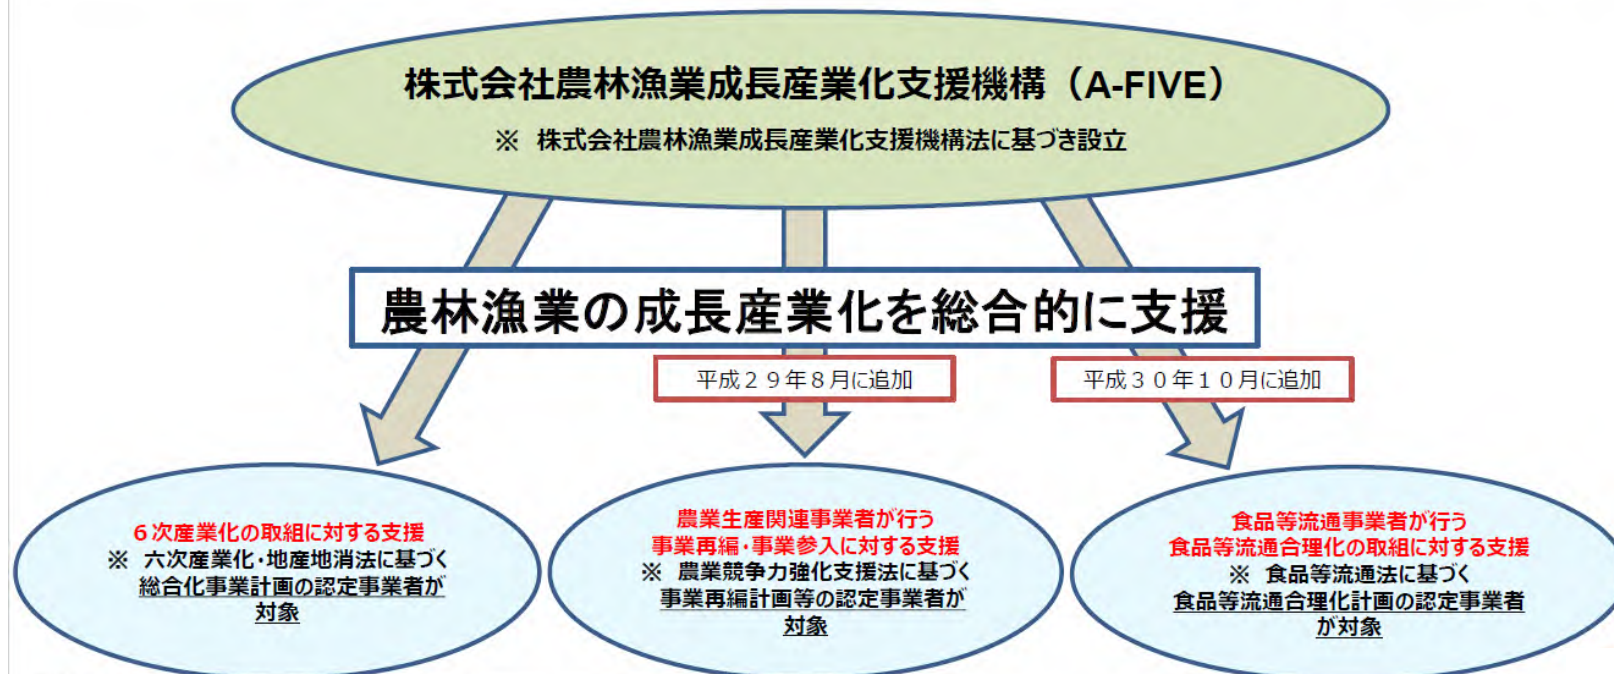 株式会社農林漁業成長産業化支援機構（A-FIVE）
※　株式会社農林漁業成長産業化支援機構法に基づき設立
農林漁業の成長産業化を総合的に支援
平成２９年８月に追加
平成３０年１０月に追加
６次産業化の取組に対する支援
※　六次産業化・地産地消法に基づく
総合化事業計画の認定事業者が
対象
農業生産関連事業者が行う
事業再編・事業参入に対する支援
※　農業競争力強化支援法に基づく
事業再編計画等の認定事業者が
対象
食品等流通事業者が行う
食品等流通合理化の取組に対する支援
※　食品等流通法に基づく
食品等流通合理化計画の認定事業者
が対象